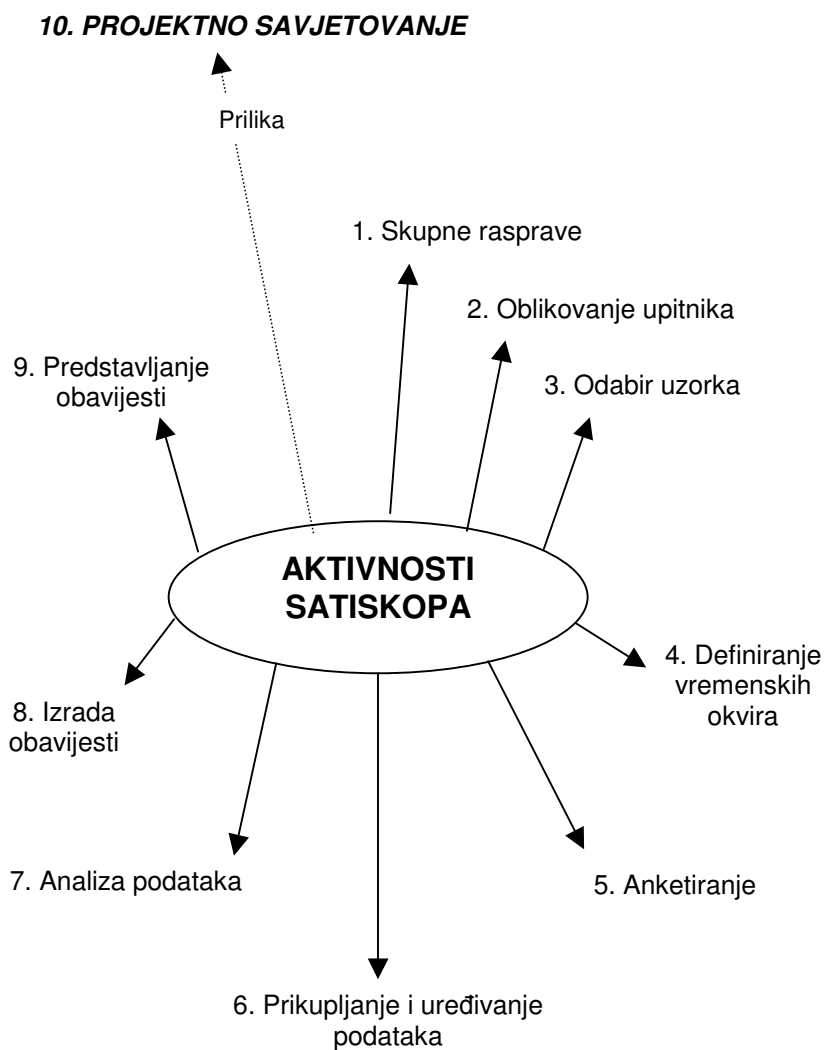 10. PROJEKTNO SAVJETOVANJE
Prilika
1. Skupne rasprave
2. Oblikovanje upitnika
3. Odabir uzorka
9. Predstavljanje
obavijesti
AKTIVNOSTI
SATISKOPA
4. Definiranje
vremenskih
okvira
8. Izrada
obavijesti
7. Analiza podataka
5. Anketiranje
6. Prikupljanje i uređivanje
podataka